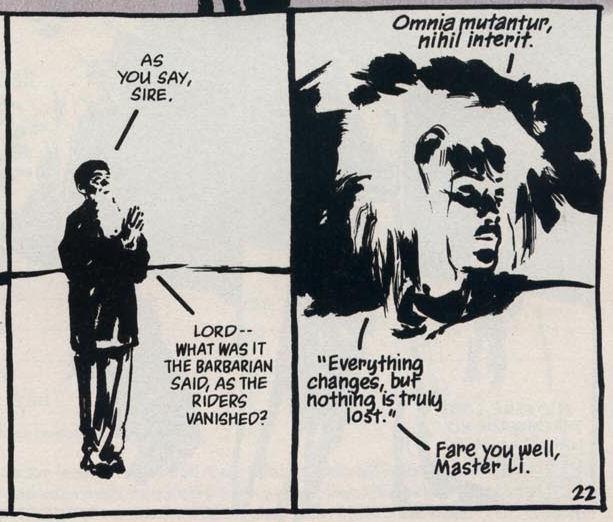 AS
YOU SAY,
SIRE.
LORD--
WHAT WAS IT
THE BARBARIAN
SAID, AS THE
RIDERS
VANISHED?
Omnia mutantur,
nihil interit.
"Everything
changes, but
nothing is truly
lost."
Fare you well,
Master Li.
22